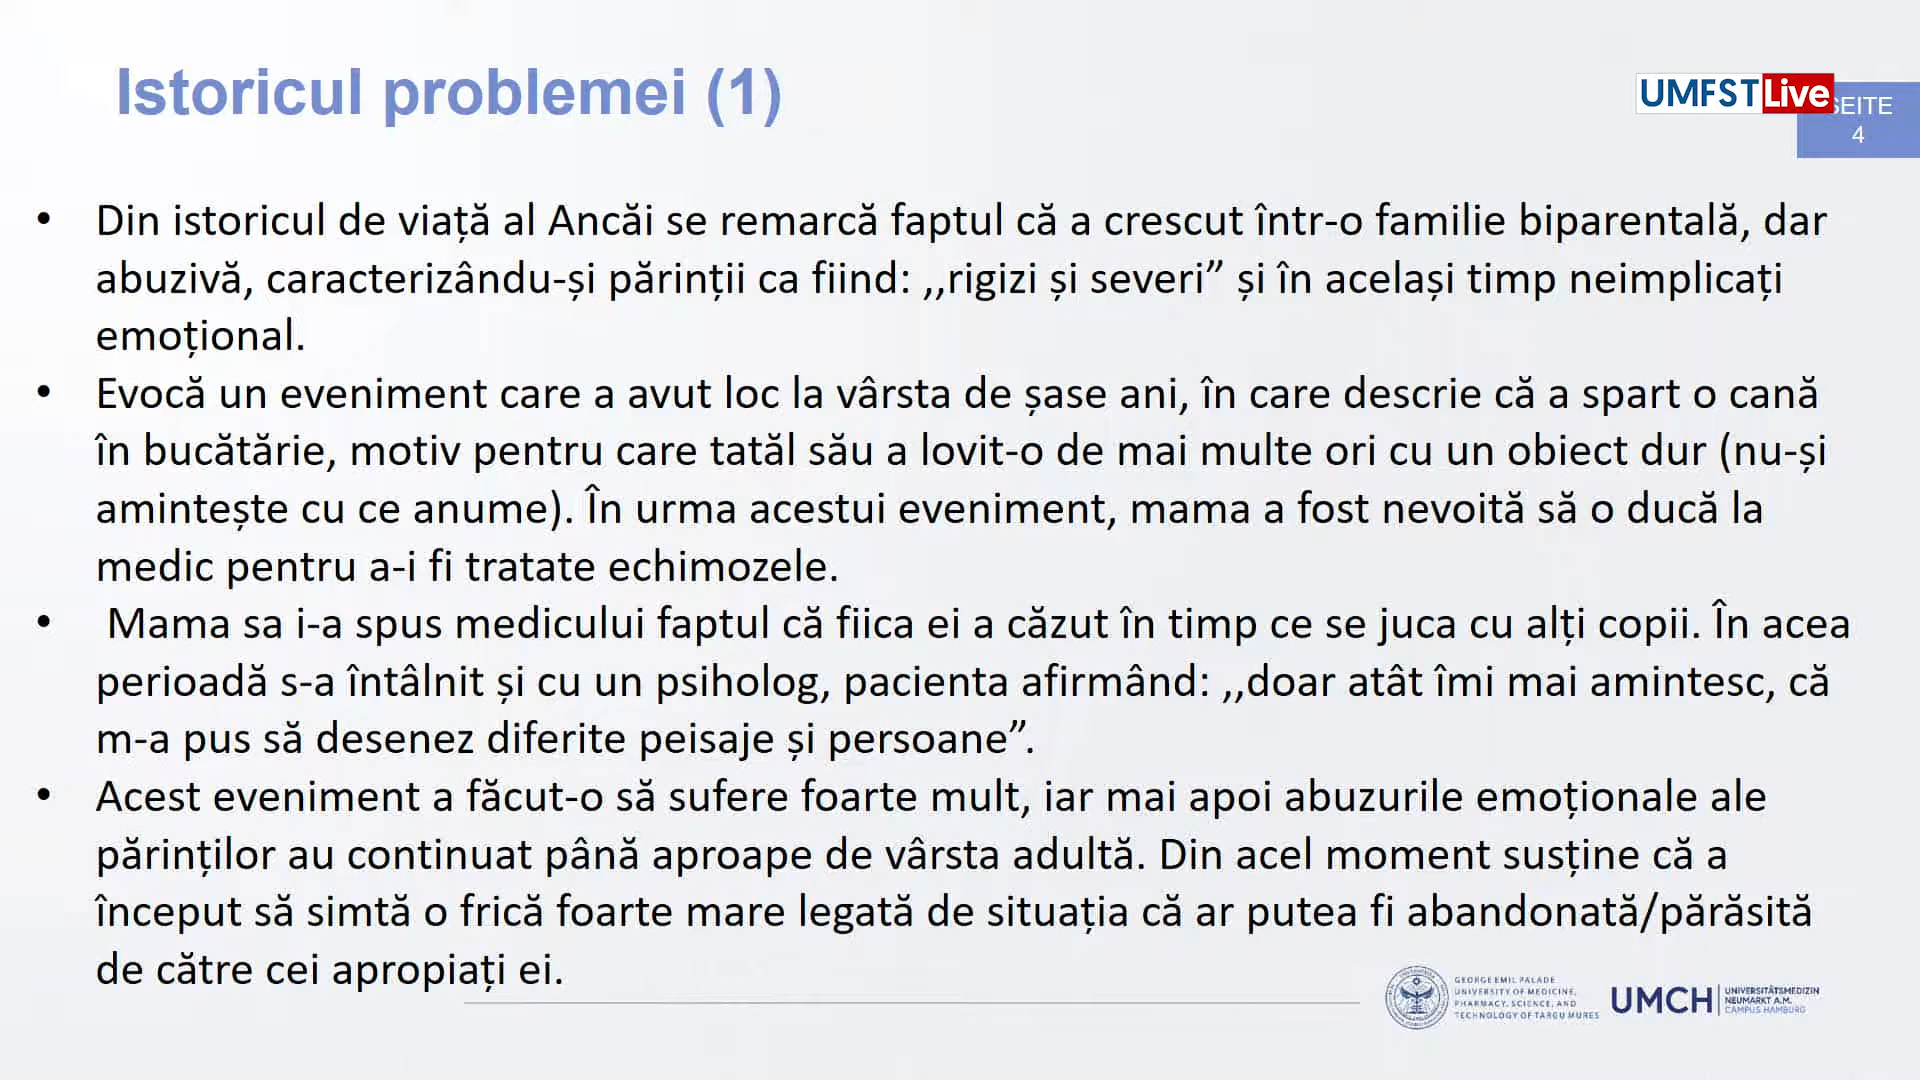 Istoricul problemei (1)
UMFST Live
SEITE
4
• Din istoricul de viață al Ancăi se remarcă faptul că a crescut într-o familie biparentală, dar
abuzivă, caracterizându-și părinții ca fiind: ,,rigizi și severi” și în același timp neimplicați
emoțional.
• Evocă un eveniment care a avut loc la vârsta de șase ani, în care descrie că a spart o cană
în bucătărie, motiv pentru care tatăl său a lovit-o de mai multe ori cu un obiect dur (nu-și
amintește cu ce anume). În urma acestui eveniment, mama a fost nevoită să o ducă la
medic pentru a-i fi tratate echimozele.
• Mama sa i-a spus medicului faptul că fiica ei a căzut în timp ce se juca cu alți copii. În acea
perioadă s-a întâlnit și cu un psiholog, pacienta afirmând: ,,doar atât îmi mai amintesc, că
m-a pus să desenez diferite peisaje și persoane”.
• Acest eveniment a făcut-o să sufere foarte mult, iar mai apoi abuzurile emoționale ale
părinților au continuat până aproape de vârsta adultă. Din acel moment susține că a
început să simtă o frică foarte mare legată de situația că ar putea fi abandonată/părăsită
de către cei apropiați ei.
GEORGE EMIL PALADE
UNIVERSITY OF MEDICINE,
PHARMACY, SCIENCE, AND
TECHNOLOGY OF TARGU MURES
UMCH
UNIVERSITÄTSMEDIZIN
NEUMARKT A.M.
CAMPUS HAMBURG